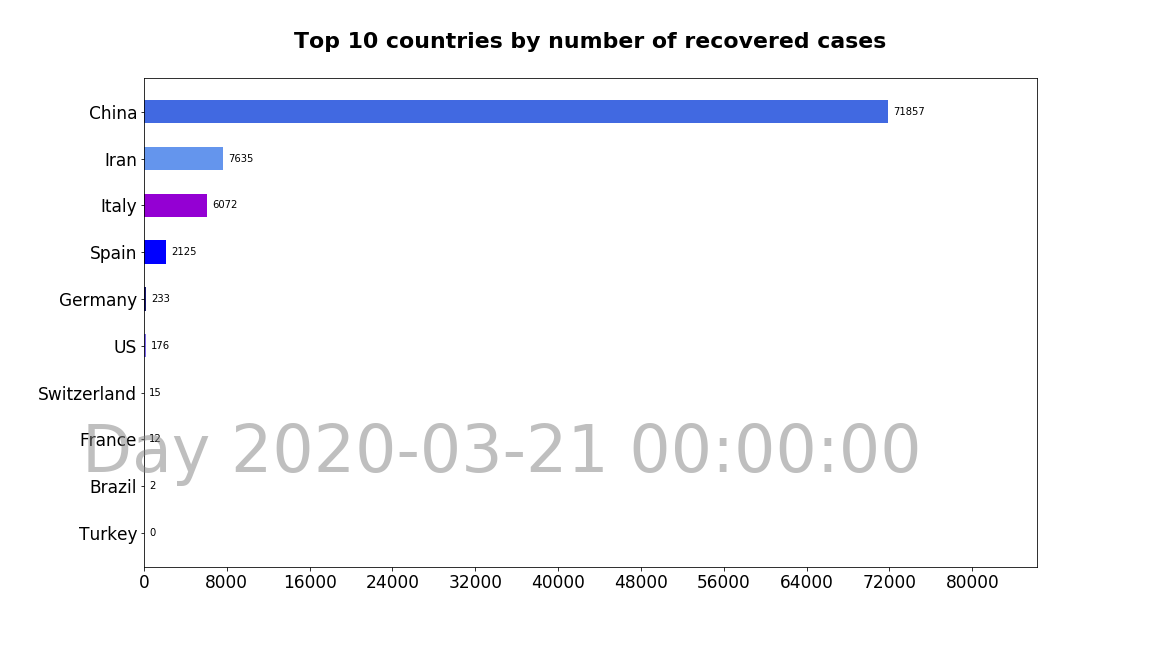 Top 10 countries by number of recovered cases
China 71857
Iran 7635
Italy 6072
Spain 2125
Germany 233
US 176
Switzerland 15
France 12
Day 2020-03-21 00:00:00
Brazil 2
Turkey 0
0 8000 16000 24000 32000 40000 48000 56000 64000 72000 80000